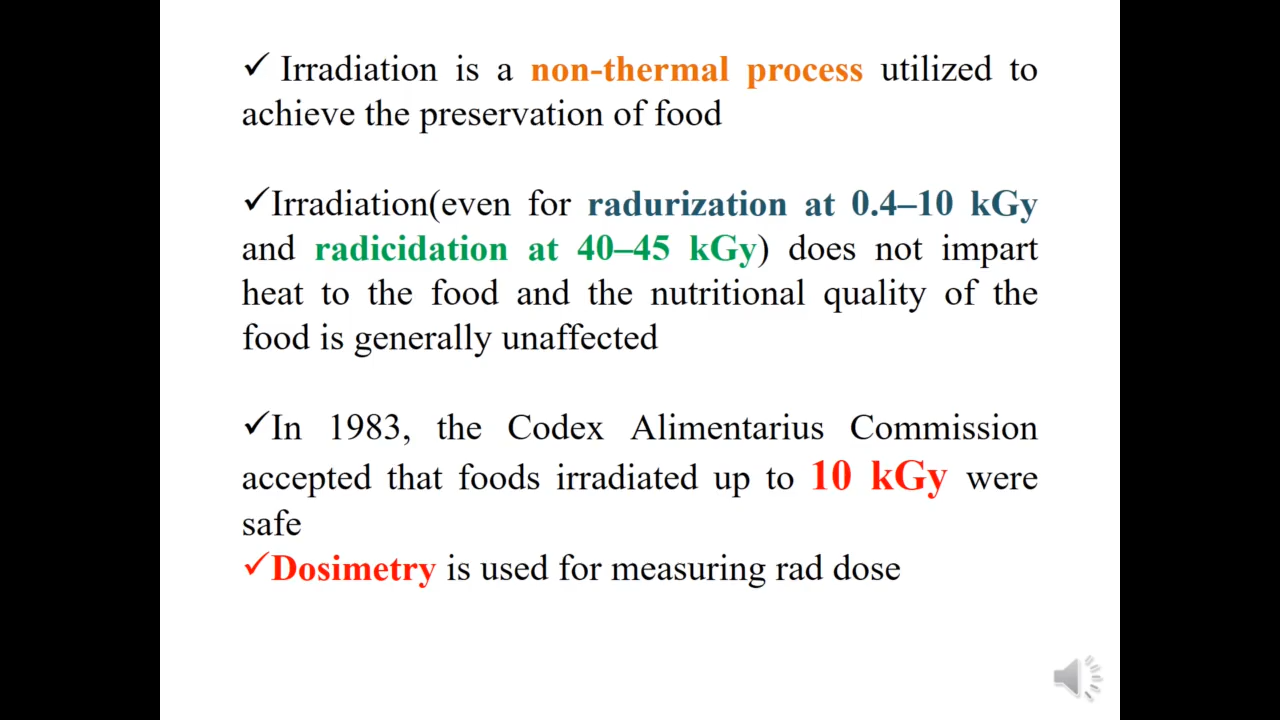 ✓ Irradiation is a non-thermal process utilized to
achieve the preservation of food
✓Irradiation(even for radurization at 0.4–10 kGy
and radicidation at 40–45 kGy) does not impart
heat to the food and the nutritional quality of the
food is generally unaffected
✓In 1983, the Codex Alimentarius Commission
accepted that foods irradiated up to 10 kGy were
safe
✓Dosimetry is used for measuring rad dose